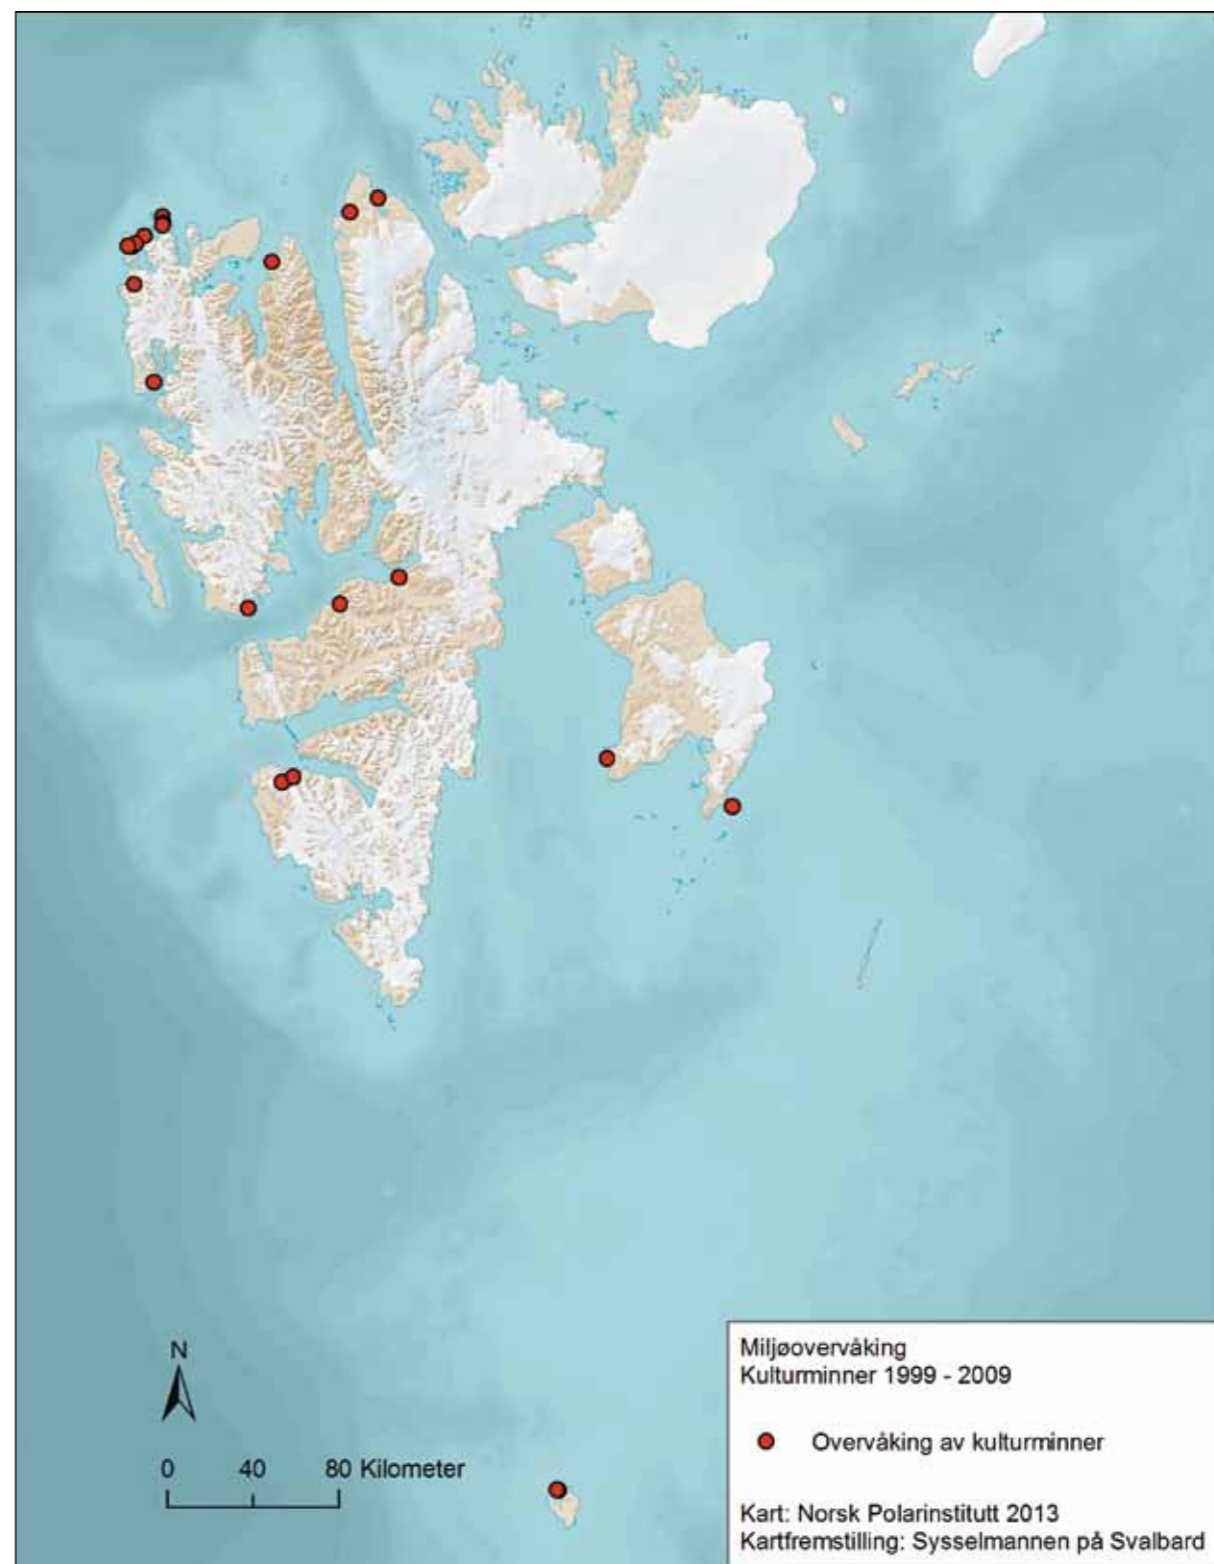 N
0 40 80 Kilometer
Miljøovervåking
Kulturminner 1999 - 2009
Overvåking av kulturminner
Kart: Norsk Polarinstitutt 2013
Kartfremstilling: Sysselmannen på Svalbard